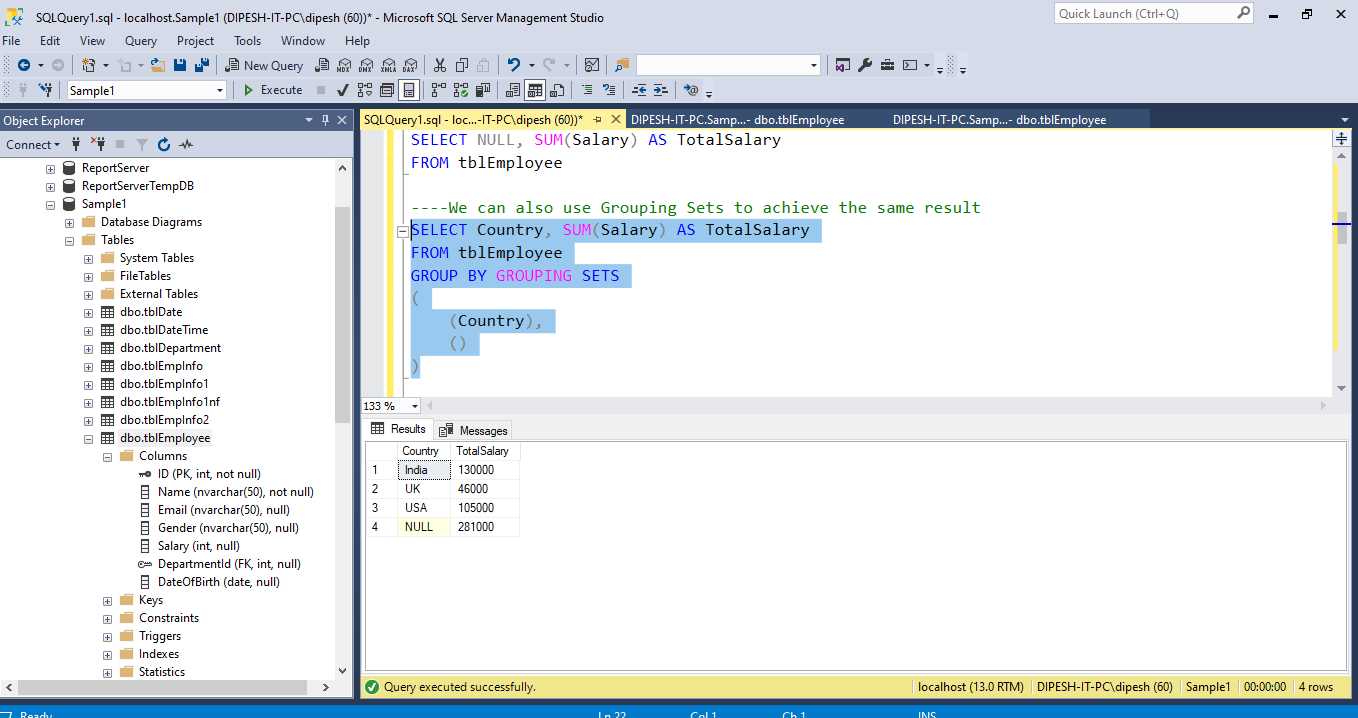 SQLQuery1.sql - localhost.Sample1 (DIPESH-IT-PC\dipesh (60))* - Microsoft SQL Server Management Studio
Quick Launch (Ctrl+Q)
File Edit View Query Project Tools Window Help
New Query MDX DMX XMLA DAX
Sample1 Execute
Object Explorer
Connect
ReportServer
ReportServerTempDB
Sample1
Database Diagrams
Tables
System Tables
FileTables
External Tables
dbo.tblDate
dbo.tblDateTime
dbo.tblDepartment
dbo.tblEmpInfo
dbo.tblEmpInfo1
dbo.tblEmpInfo1nf
dbo.tblEmpInfo2
dbo.tblEmployee
Columns
ID (PK, int, not null)
Name (nvarchar(50), not null)
Email (nvarchar(50), null)
Gender (nvarchar(50), null)
Salary (int, null)
DepartmentId (FK, int, null)
DateOfBirth (date, null)
Keys
Constraints
Triggers
Indexes
Statistics
SQLQuery1.sql - loc...-IT-PC\dipesh (60))* DIPESH-IT-PC.Samp...- dbo.tblEmployee DIPESH-IT-PC.Samp...- dbo.tblEmployee
SELECT NULL, SUM(Salary) AS TotalSalary
FROM tblEmployee
----We can also use Grouping Sets to achieve the same result
SELECT Country, SUM(Salary) AS TotalSalary
FROM tblEmployee
GROUP BY GROUPING SETS
(
(Country),
()
)
133 %
Results Messages
Country TotalSalary
1 India 130000
2 UK 46000
3 USA 105000
4 NULL 281000
Query executed successfully. localhost (13.0 RTM) DIPESH-IT-PC\dipesh (60) Sample1 00:00:00 4 rows
Ready Ln 22 Col 1 Ch 1 INS